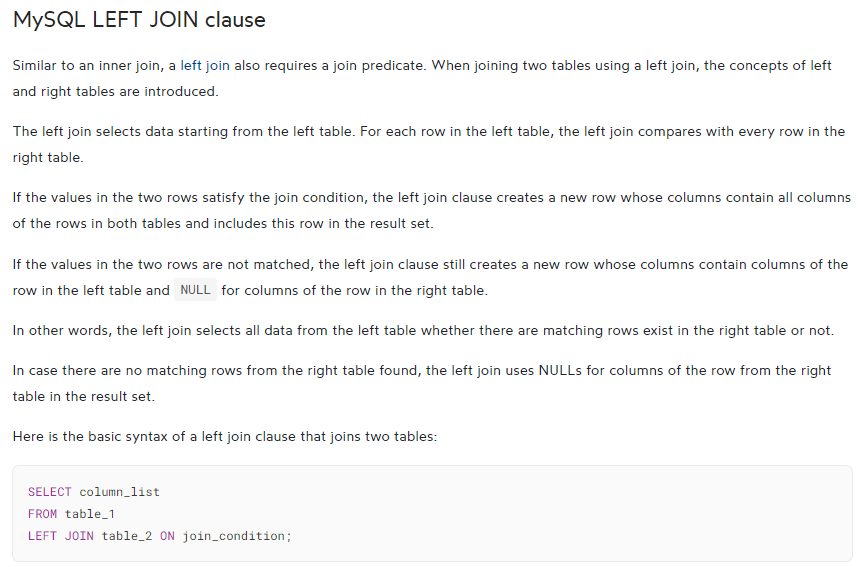 MySQL LEFT JOIN clause
Similar to an inner join, a left join also requires a join predicate. When joining two tables using a left join, the concepts of left
and right tables are introduced.
The left join selects data starting from the left table. For each row in the left table, the left join compares with every row in the
right table.
If the values in the two rows satisfy the join condition, the left join clause creates a new row whose columns contain all columns
of the rows in both tables and includes this row in the result set.
If the values in the two rows are not matched, the left join clause still creates a new row whose columns contain columns of the
row in the left table and NULL for columns of the row in the right table.
In other words, the left join selects all data from the left table whether there are matching rows exist in the right table or not.
In case there are no matching rows from the right table found, the left join uses NULLs for columns of the row from the right
table in the result set.
Here is the basic syntax of a left join clause that joins two tables:
SELECT column_list
FROM table_1
LEFT JOIN table_2 ON join_condition;